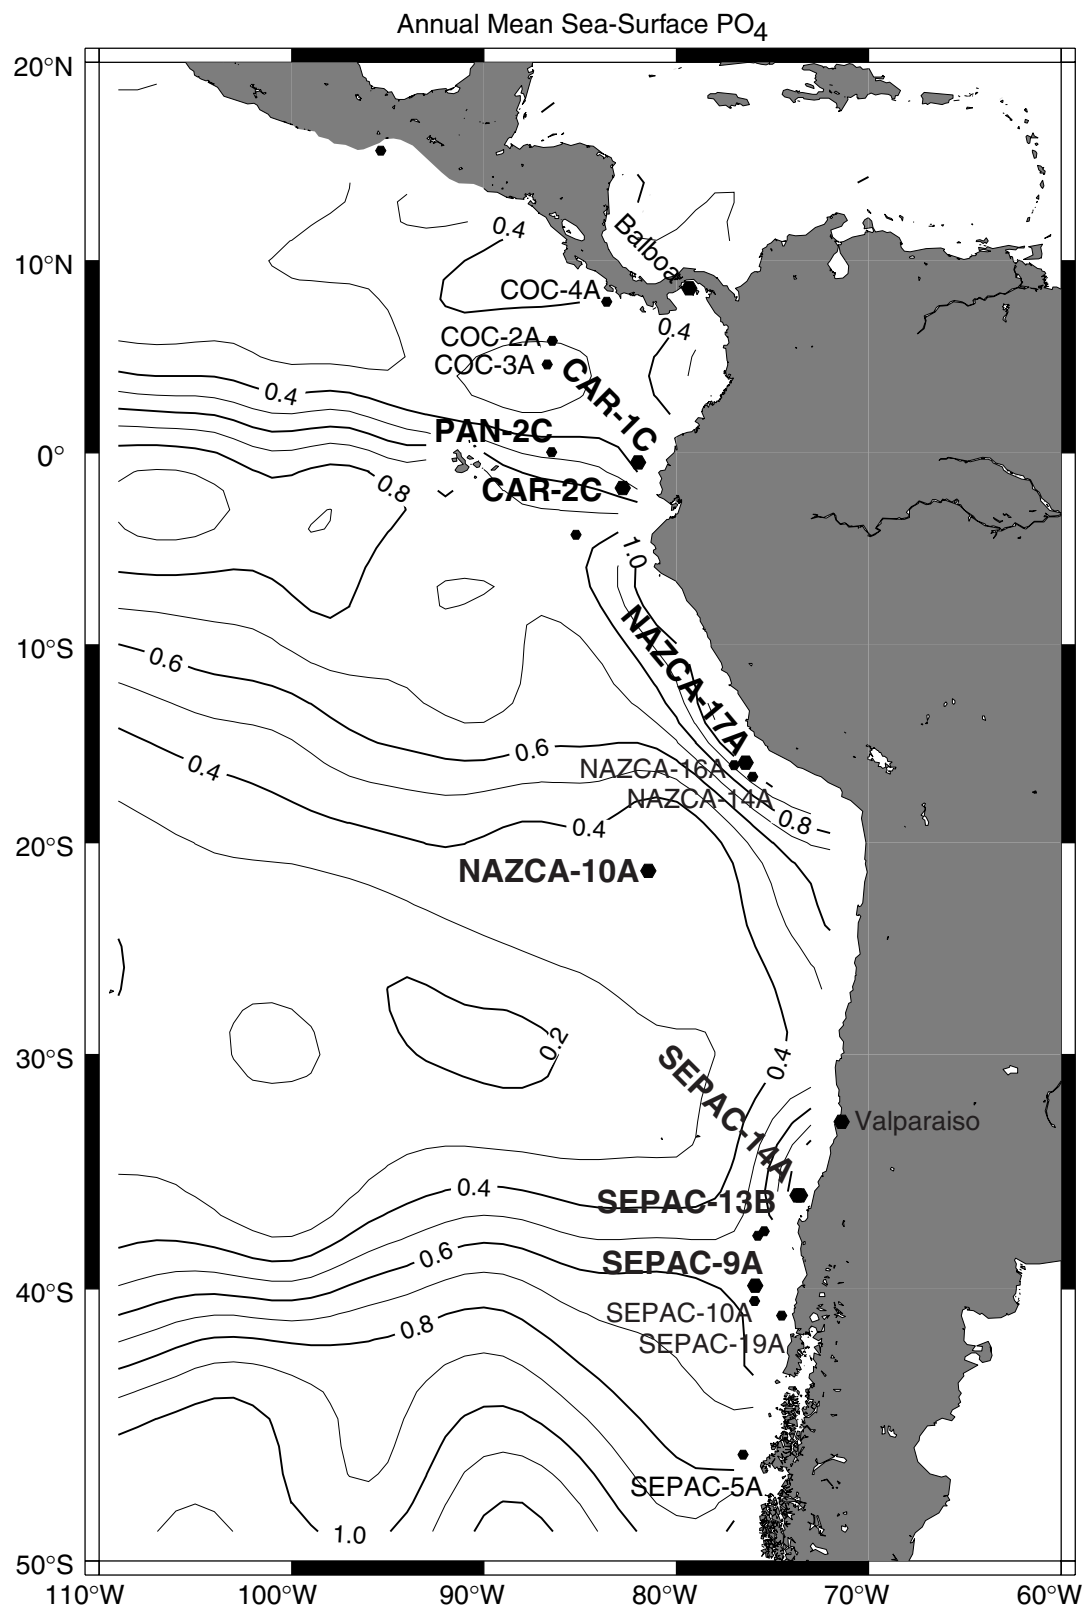 Annual Mean Sea-Surface PO4
20°N
Balboa
0.4
10°N
COC-4A
0.4
COC-2A
COC-3A
CAR-1C
0.4
PAN-2C
0°
CAR-2C
0.8
1.0
NAZCA-17A
10°S
0.6
0.6
NAZCA-16A
0.4
NAZCA-14A
0.8
0.4
20°S
NAZCA-10A
0.2
30°S
0.4
SEPAC-14A
Valparaiso
0.4
SEPAC-13B
0.6
SEPAC-9A
40°S
SEPAC-10A
0.8
SEPAC-19A
SEPAC-5A
1.0
50°S
110°W 100°W 90°W 80°W 70°W 60°W